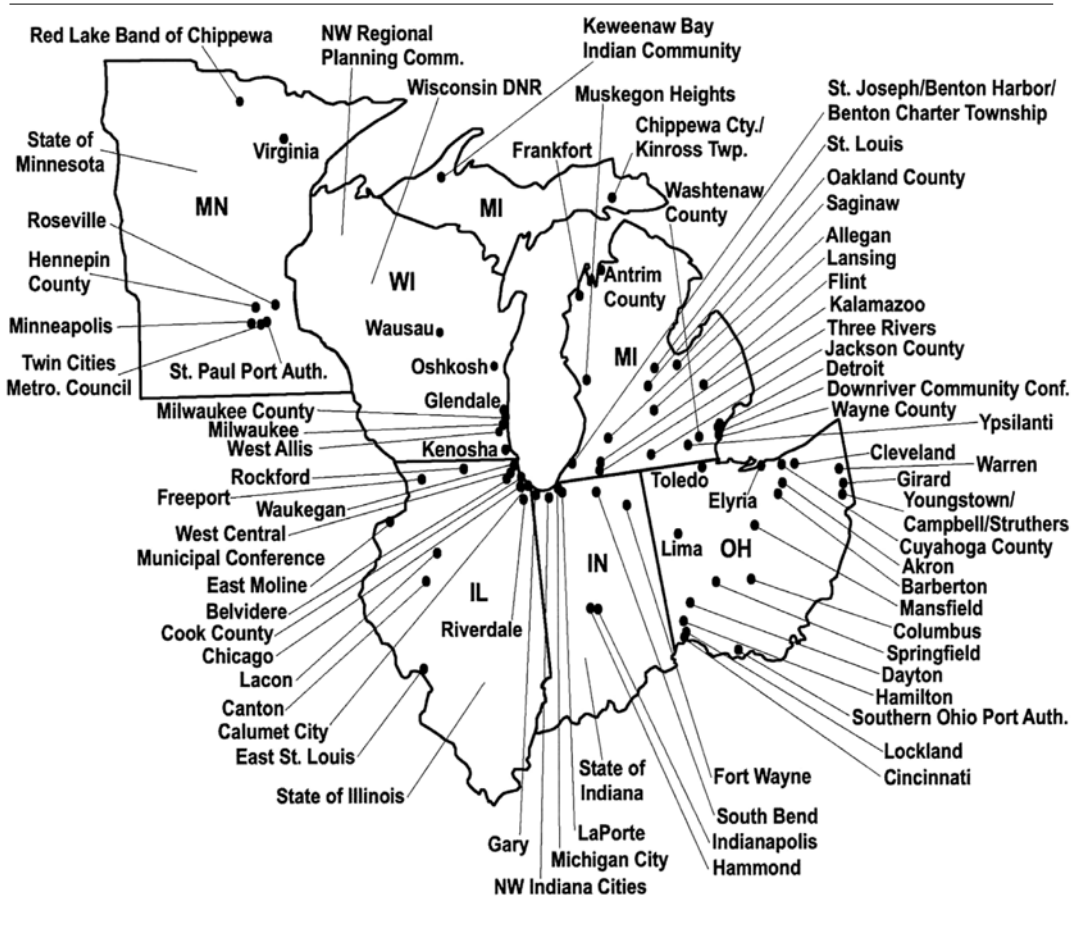 Red Lake Band of Chippewa
NW Regional
Planning Comm.
Keweenaw Bay
Indian Community
Wisconsin DNR
Muskegon Heights
St. Joseph/Benton Harbor/
Benton Charter Township
State of
Minnesota
Virginia
Frankfort
Chippewa Cty./
Kinross Twp.
St. Louis
Oakland County
Washtenaw
County
Saginaw
MN
MI
Roseville
Allegan
Lansing
Hennepin
County
WI
Antrim
County
Flint
Kalamazoo
Minneapolis
Wausau
Three Rivers
Twin Cities
Metro. Council
St. Paul Port Auth.
Oshkosh
MI
Jackson County
Detroit
Downriver Community Conf.
Glendale
Wayne County
Milwaukee County
Milwaukee
West Allis
Ypsilanti
Kenosha
Cleveland
Warren
Rockford
Toledo
Elyria
Girard
Freeport
Youngstown/
Campbell/Struthers
Waukegan
West Central
Municipal Conference
Lima
OH
Cuyahoga County
IN
Akron
East Moline
Barberton
IL
Belvidere
Mansfield
Cook County
Riverdale
Columbus
Chicago
Springfield
Lacon
Dayton
Canton
Hamilton
Calumet City
Southern Ohio Port Auth.
East St. Louis
Lockland
State of
Indiana
Fort Wayne
Cincinnati
State of Illinois
South Bend
Gary
LaPorte
Indianapolis
Michigan City
Hammond
NW Indiana Cities